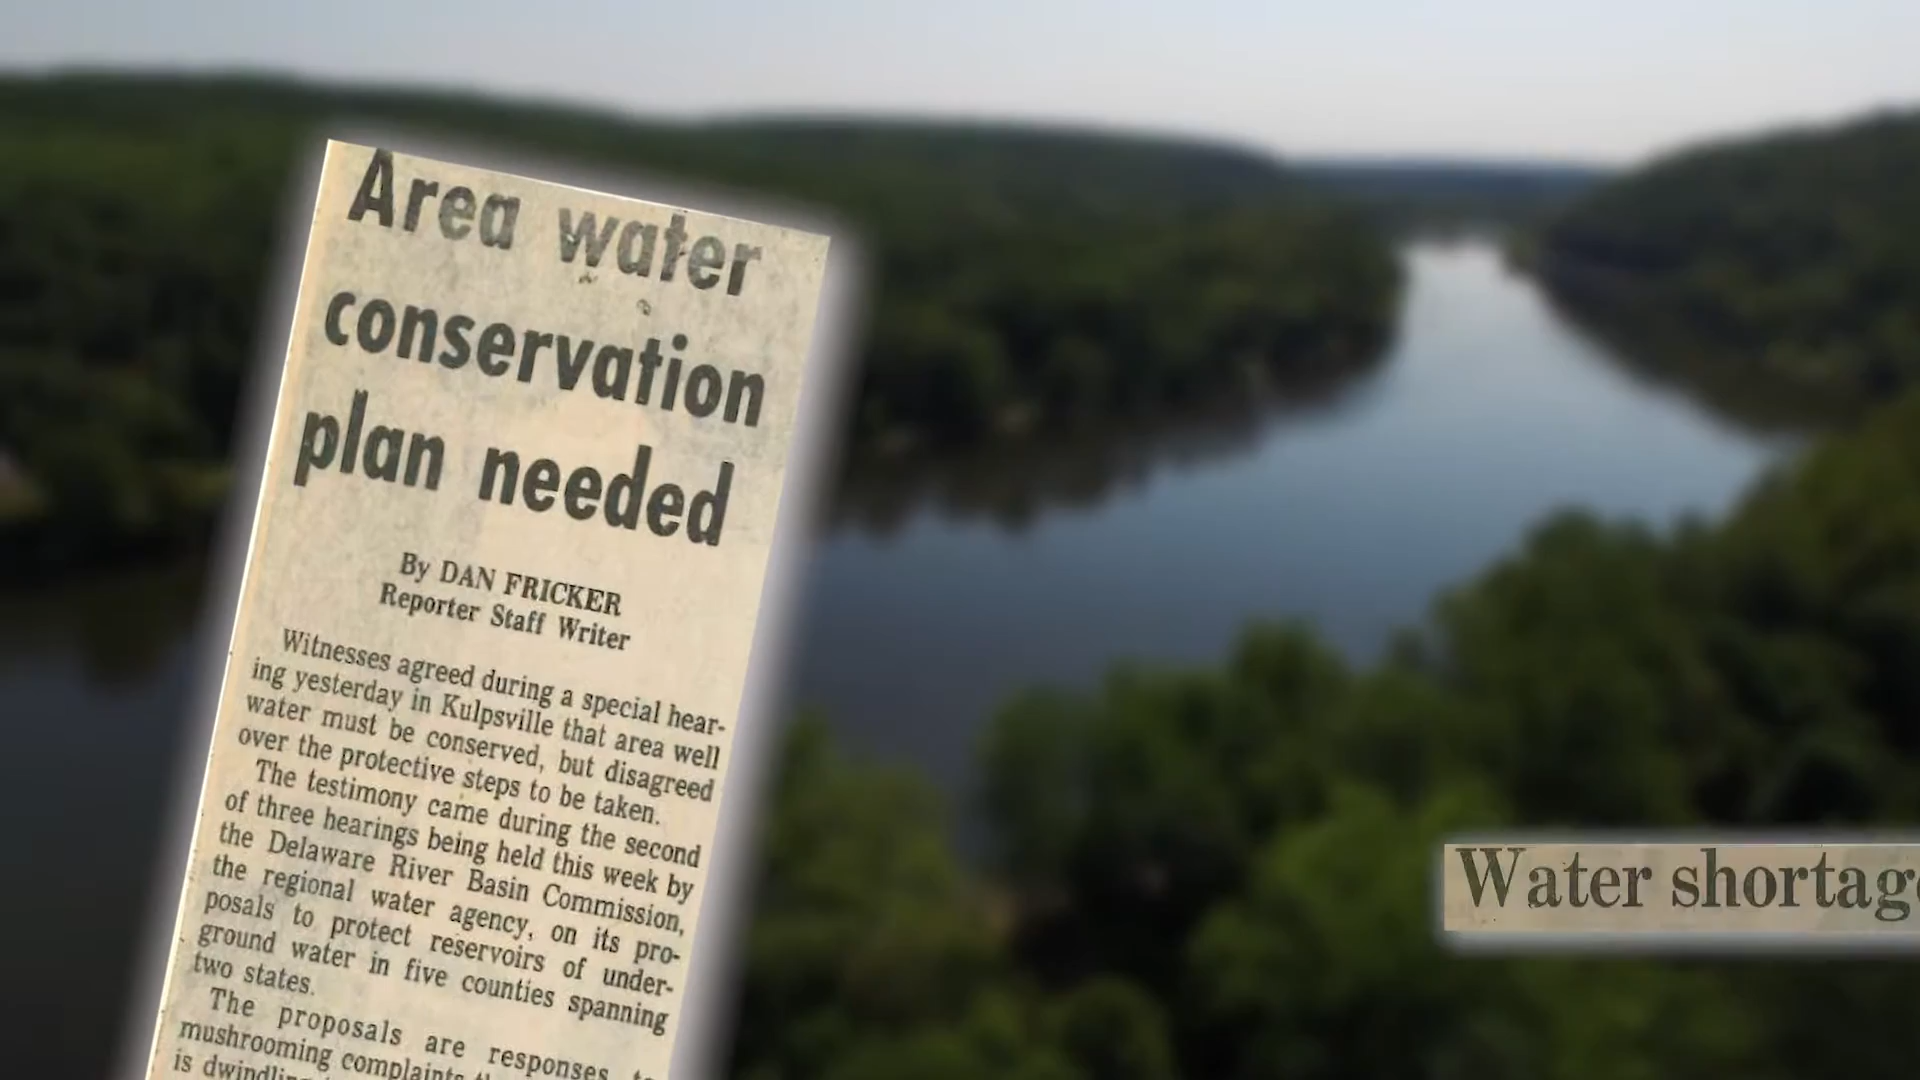 Area water
conservation
plan needed
By DAN FRICKER
Reporter Staff Writer
Witnesses agreed during a special hear-
ing yesterday in Kulpsville that area well
water must be conserved, but disagreed
over the protective steps to be taken.
The testimony came during the second
of three hearings being held this week by
the Delaware River Basin Commission,
the regional water agency, on its pro-
posals to protect reservoirs of under-
ground water in five counties spanning
two states.
The proposals are responses to
mushrooming complaints
is
Water shortage